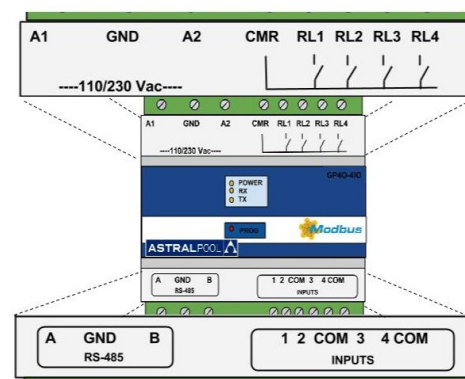 A1 GND A2 CMR RL1 RL2 RL3 RL4
----110/230 Vac----
A1 GND A2 CMR RL1 RL2 RL3 RL4
----110/230 Vac----
GP4O-4IO
POWER
RX
TX
PROG
Modbus
ASTRALPOOL
A GND B
RS-485
1 2 COM 3 4 COM
INPUTS
A GND B
RS-485
1 2 COM 3 4 COM
INPUTS